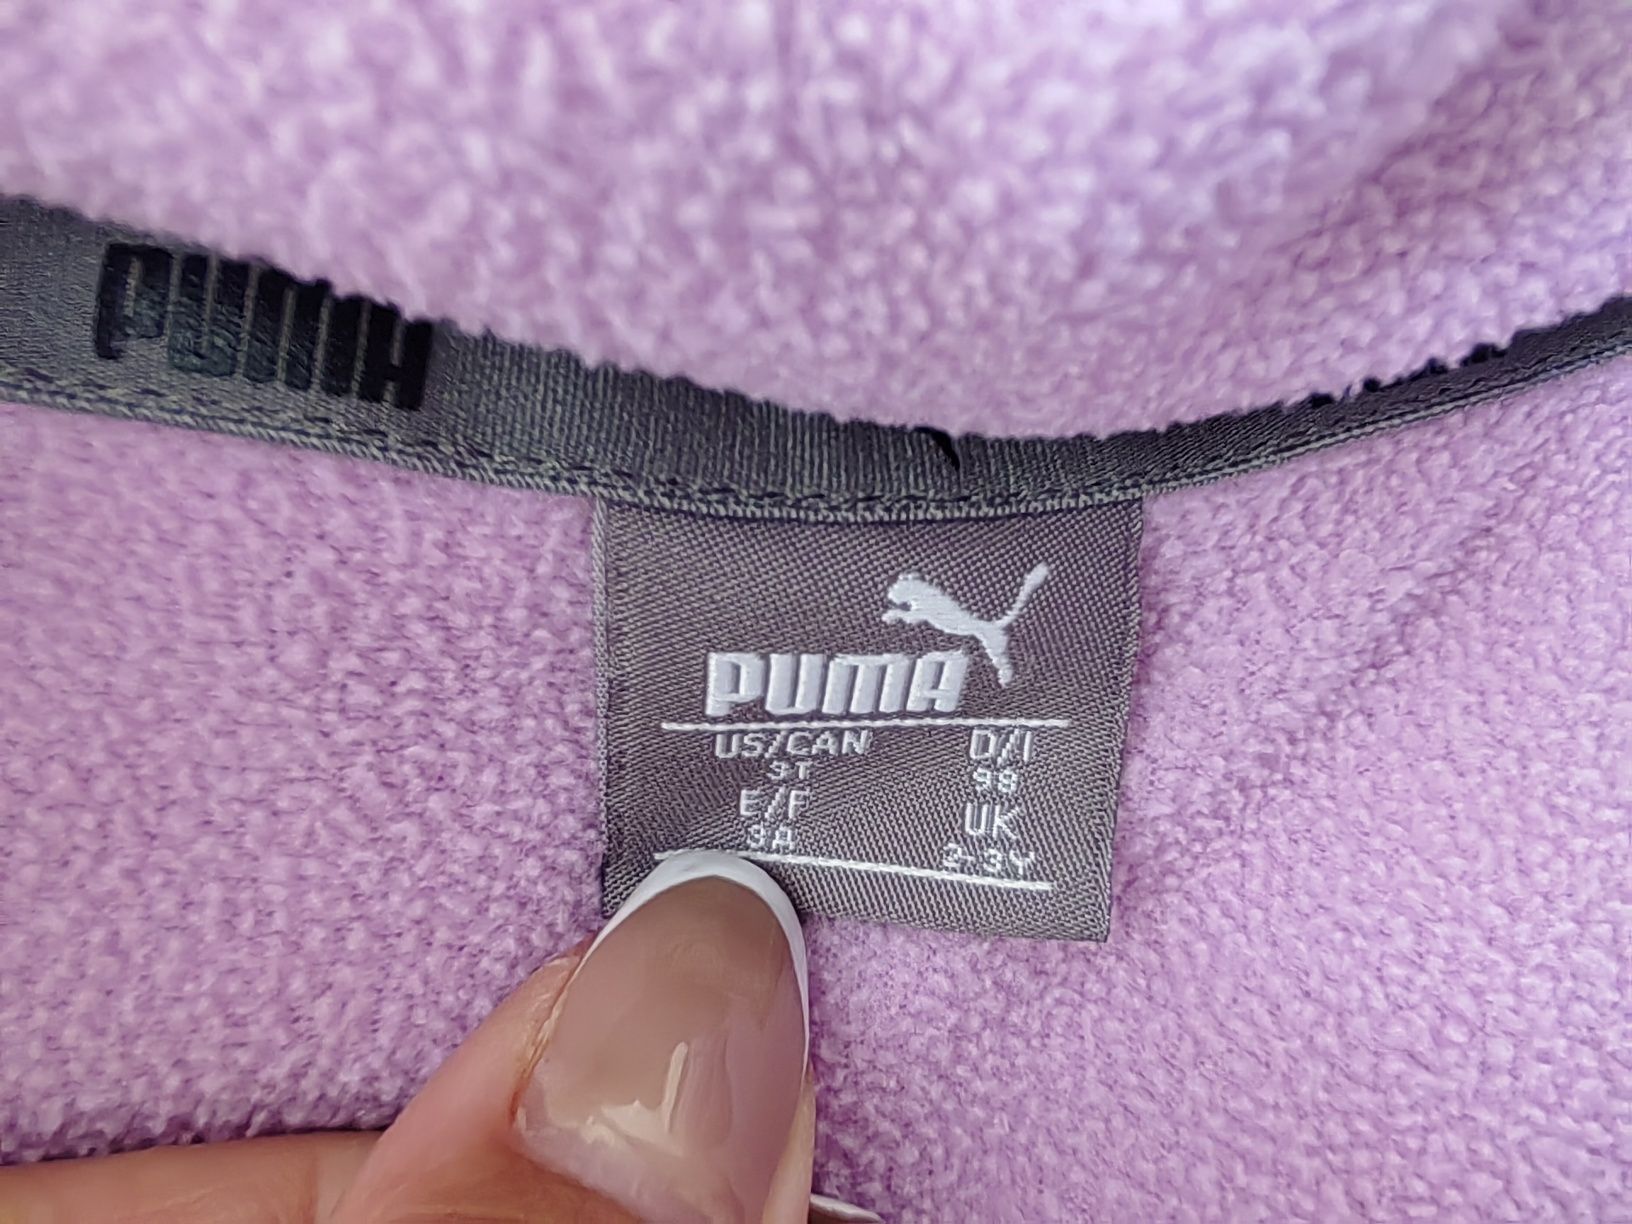 PUMA
PUMA
US/CAN D/I
3T 98
E/F UK
3A 2-3Y